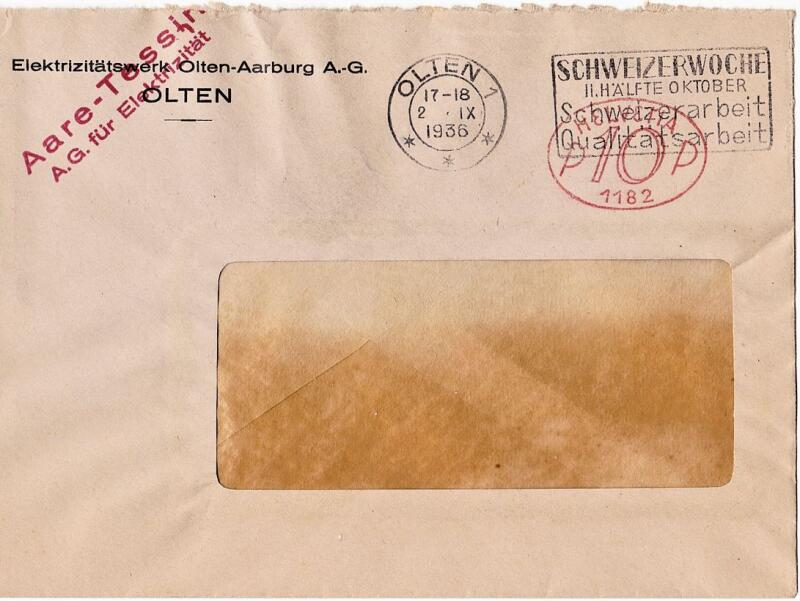 Aare-Tessin
A.G. für Elektrizität
Elektrizitätswerk Olten-Aarburg A.-G.
OLTEN
OLTEN 1
17-18
2 . IX
1936
SCHWEIZERWOCHE
II. HÄLFTE OKTOBER
Schweizerarbeit
Qualitätsarbeit
HELVETIA
P 10 P
1182